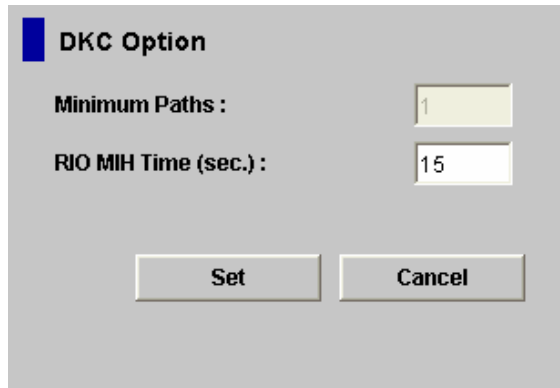 DKC Option
Minimum Paths : 1
RIO MIH Time (sec.) : 15
Set Cancel